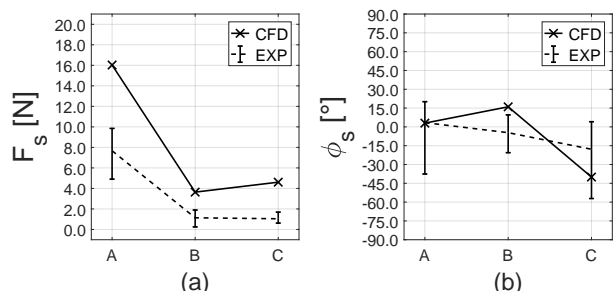 F_s [N]
20.0
18.0
16.0
14.0
12.0
10.0
8.0
6.0
4.0
2.0
0.0
A B C
CFD
EXP
(a)
ϕ_s [°]
90.0
75.0
60.0
45.0
30.0
15.0
0.0
-15.0
-30.0
-45.0
-60.0
-75.0
-90.0
A B C
CFD
EXP
(b)